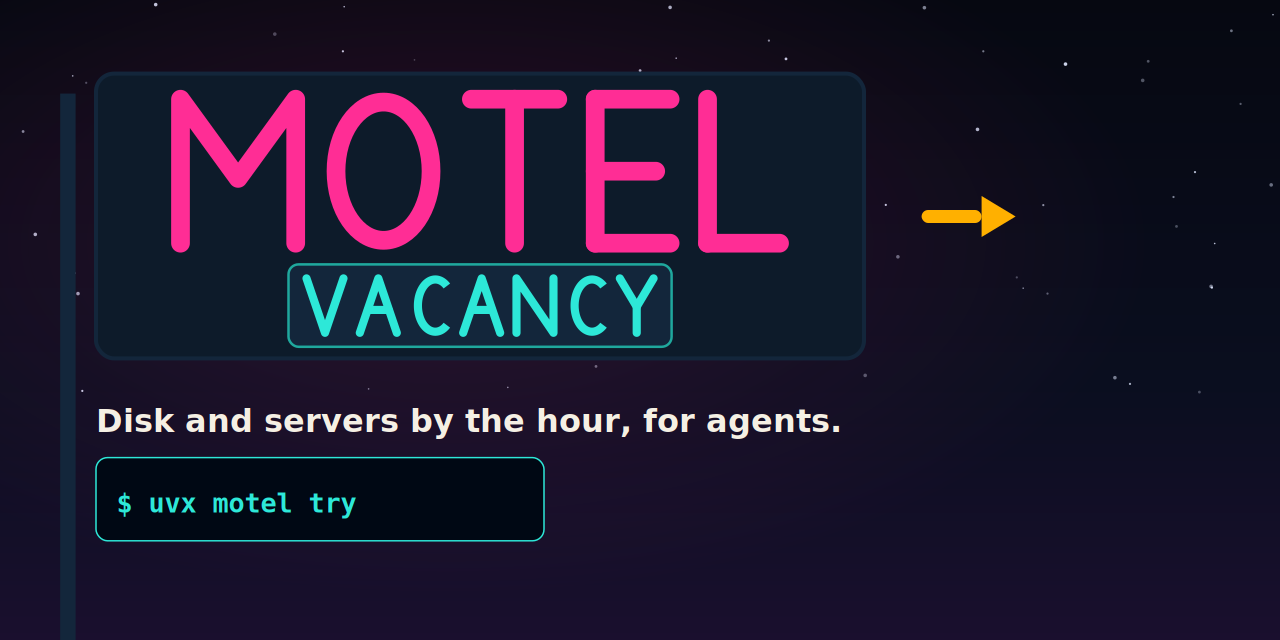 MOTEL
VACANCY
Disk and servers by the hour, for agents.
$ uvx motel try